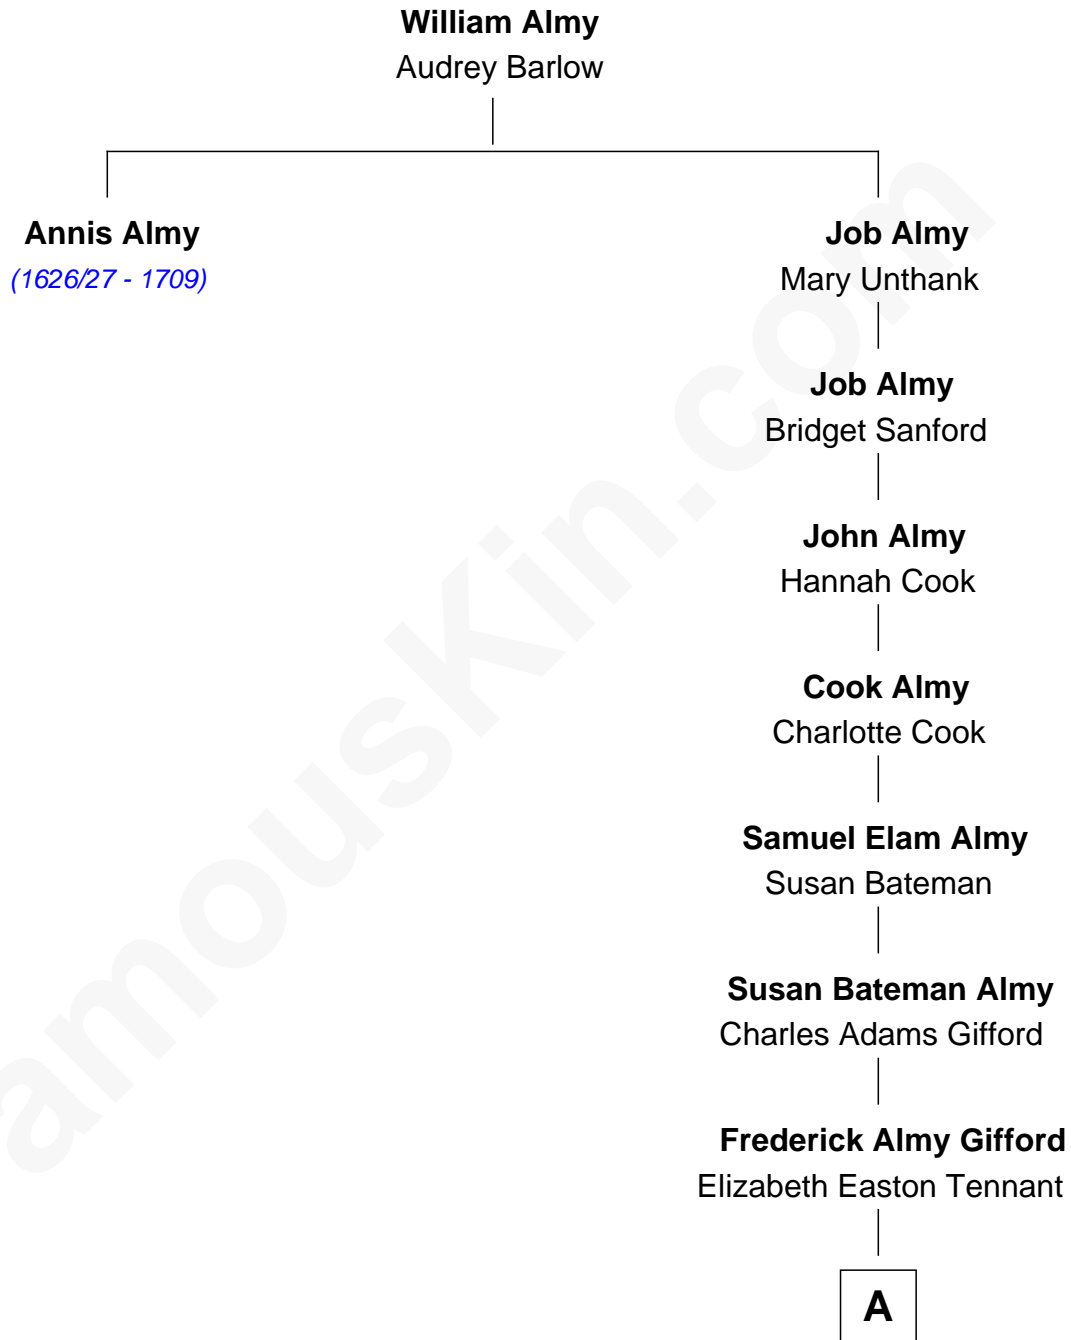 William Almy
Audrey Barlow
Annis Almy
(1626/27 - 1709)
Job Almy
Mary Unthank
Job Almy
Bridget Sanford
John Almy
Hannah Cook
Cook Almy
Charlotte Cook
Samuel Elam Almy
Susan Bateman
Susan Bateman Almy
Charles Adams Gifford
Frederick Almy Gifford
Elizabeth Easton Tennant
A
amousKin.com